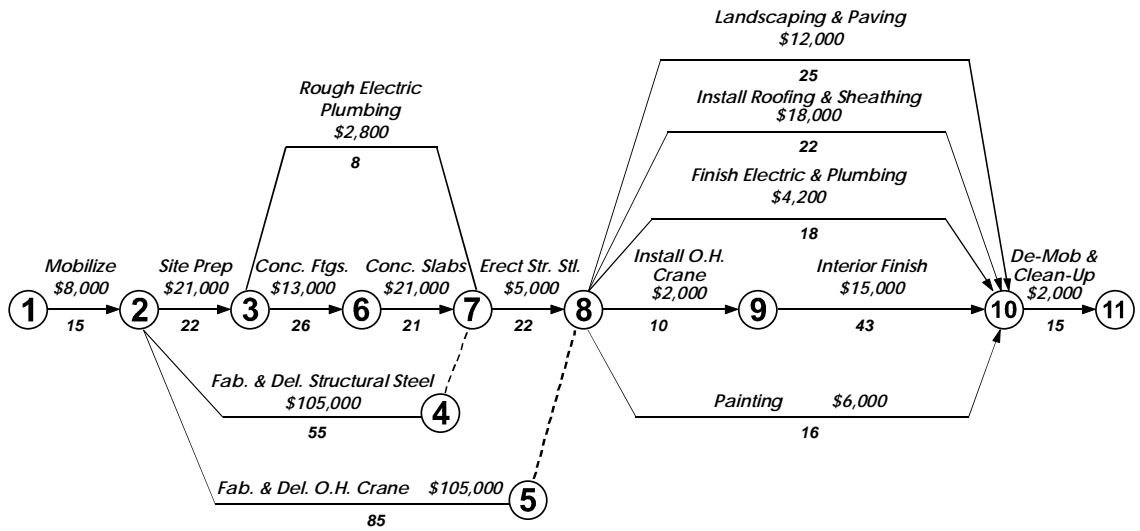 Landscaping & Paving
$12,000
25
Install Roofing & Sheathing
$18,000
22
Finish Electric & Plumbing
$4,200
18
Rough Electric
Plumbing
$2,800
8
Mobilize
$8,000
15
Site Prep
$21,000
22
Conc. Ftgs.
$13,000
26
Conc. Slabs
$21,000
21
Erect Str. Stl.
$5,000
22
Install O.H.
Crane
$2,000
10
Interior Finish
$15,000
43
De-Mob &
Clean-Up
$2,000
15
1
2
3
6
7
8
9
10
11
Fab. & Del. Structural Steel
$105,000
55
4
Painting $6,000
16
Fab. & Del. O.H. Crane $105,000
85
5